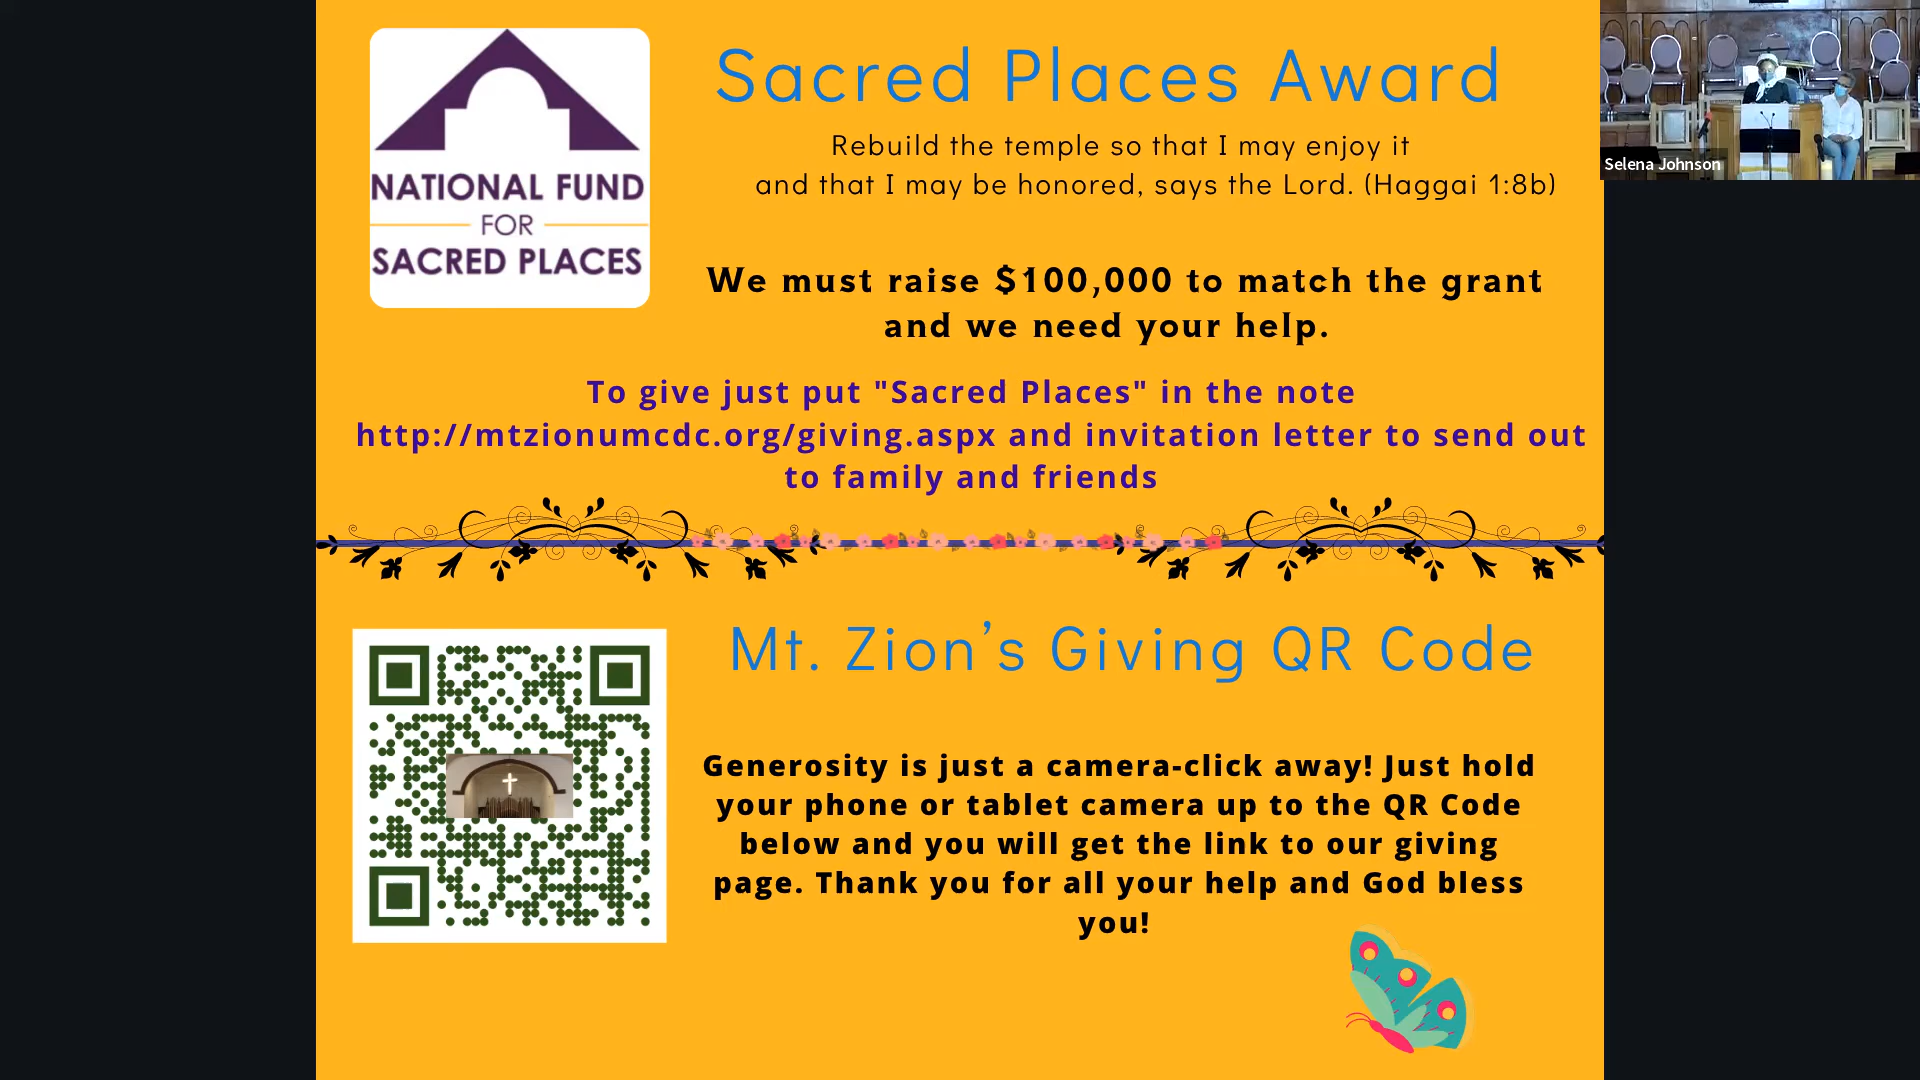 NATIONAL FUND
FOR
SACRED PLACES
Sacred Places Award
Rebuild the temple so that I may enjoy it
and that I may be honored, says the Lord. (Haggai 1:8b)
We must raise $100,000 to match the grant
and we need your help.
To give just put "Sacred Places" in the note
http://mtzionumcdc.org/giving.aspx and invitation letter to send out
to family and friends
Mt. Zion's Giving QR Code
Generosity is just a camera-click away! Just hold
your phone or tablet camera up to the QR Code
below and you will get the link to our giving
page. Thank you for all your help and God bless
you!
Selena Johnson